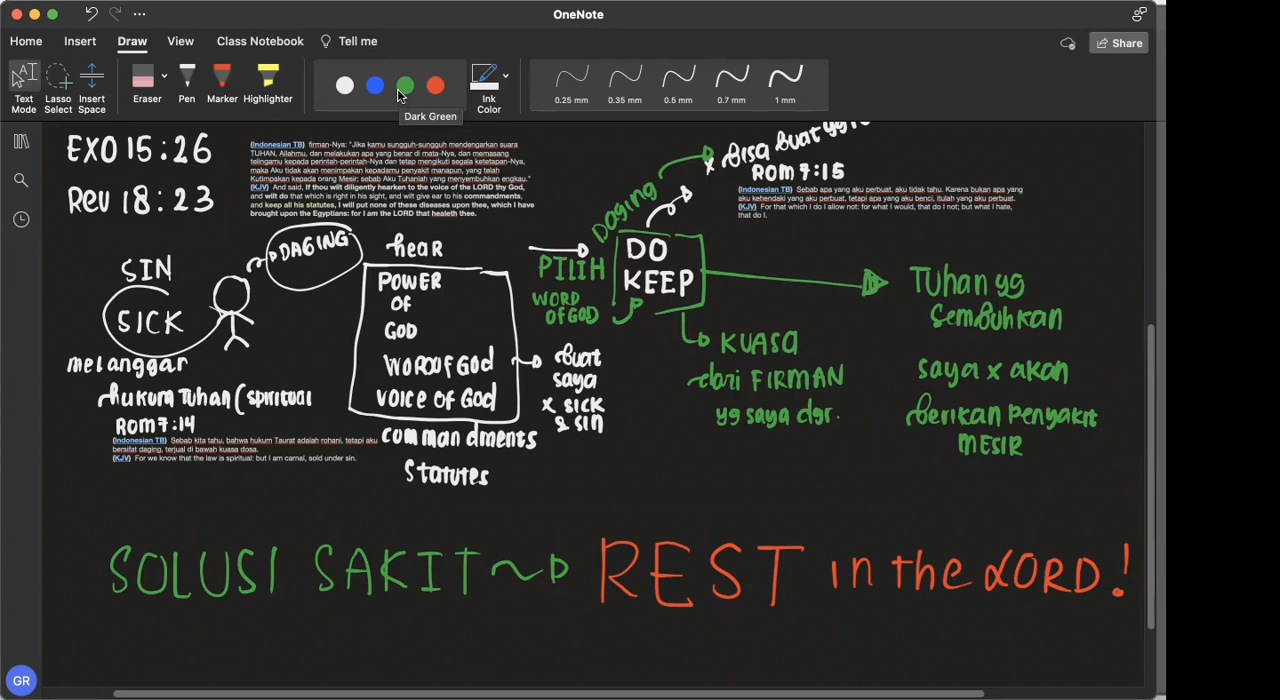 OneNote
Home Insert Draw View Class Notebook Tell me
Share
Text Mode
Lasso Select
Insert Space
Eraser
Pen
Marker
Highlighter
Ink Color
0.25 mm
0.35 mm
0.5 mm
0.7 mm
1 mm
Dark Green
EXO 15:26
Rev 18:23
(Indonesian TB) firman-Nya: "Jika kamu sungguh-sungguh mendengarkan suara
TUHAN, Allahmu, dan melakukan apa yang benar di mata-Nya, dan memasang
telingamu kepada perintah-perintah-Nya dan tetap mengikuti segala ketetapan-Nya,
maka Aku tidak akan menimpakan kepadamu penyakit manapun, yang telah
Kutimpakan kepada orang Mesir; sebab Aku Tuhanlah yang menyembuhkan engkau."
(KJV) And said, If thou wilt diligently hearken to the voice of the LORD thy God,
and wilt do that which is right in his sight, and wilt give ear to his commandments,
and keep all his statutes, I will put none of these diseases upon thee, which I have
brought upon the Egyptians: for I am the LORD that healeth thee.
x bisa buat yg
ROM 7:15
(Indonesian TB) Sebab apa yang aku perbuat, aku tidak tahu. Karena bukan apa yang
aku kehendaki yang aku perbuat, tetapi apa yang aku benci, itulah yang aku perbuat.
(KJV) For that which I do I allow not: for what I would, that do I not; but what I hate,
that do I.
Daging
SIN
SICK
DAGING
hear
POWER
OF
GOD
WORD OF GOD
VOICE OF GOD
commandments
Statutes
buat
saya
x SICK
& SIN
PILIH
WORD
OF GOD
DO
KEEP
KUASA
dari FIRMAN
yg saya dgr.
TUHAN yg
sembuhkan
saya x akan
berikan penyakit
MESIR
melanggar
hukum Tuhan (spiritual
ROM 7:14
(Indonesian TB) Sebab kita tahu, bahwa hukum Taurat adalah rohani, tetapi aku
bersifat daging, terjual di bawah kuasa dosa.
(KJV) For we know that the law is spiritual: but I am carnal, sold under sin.
SOLUSI SAKIT REST in the LORD!
GR